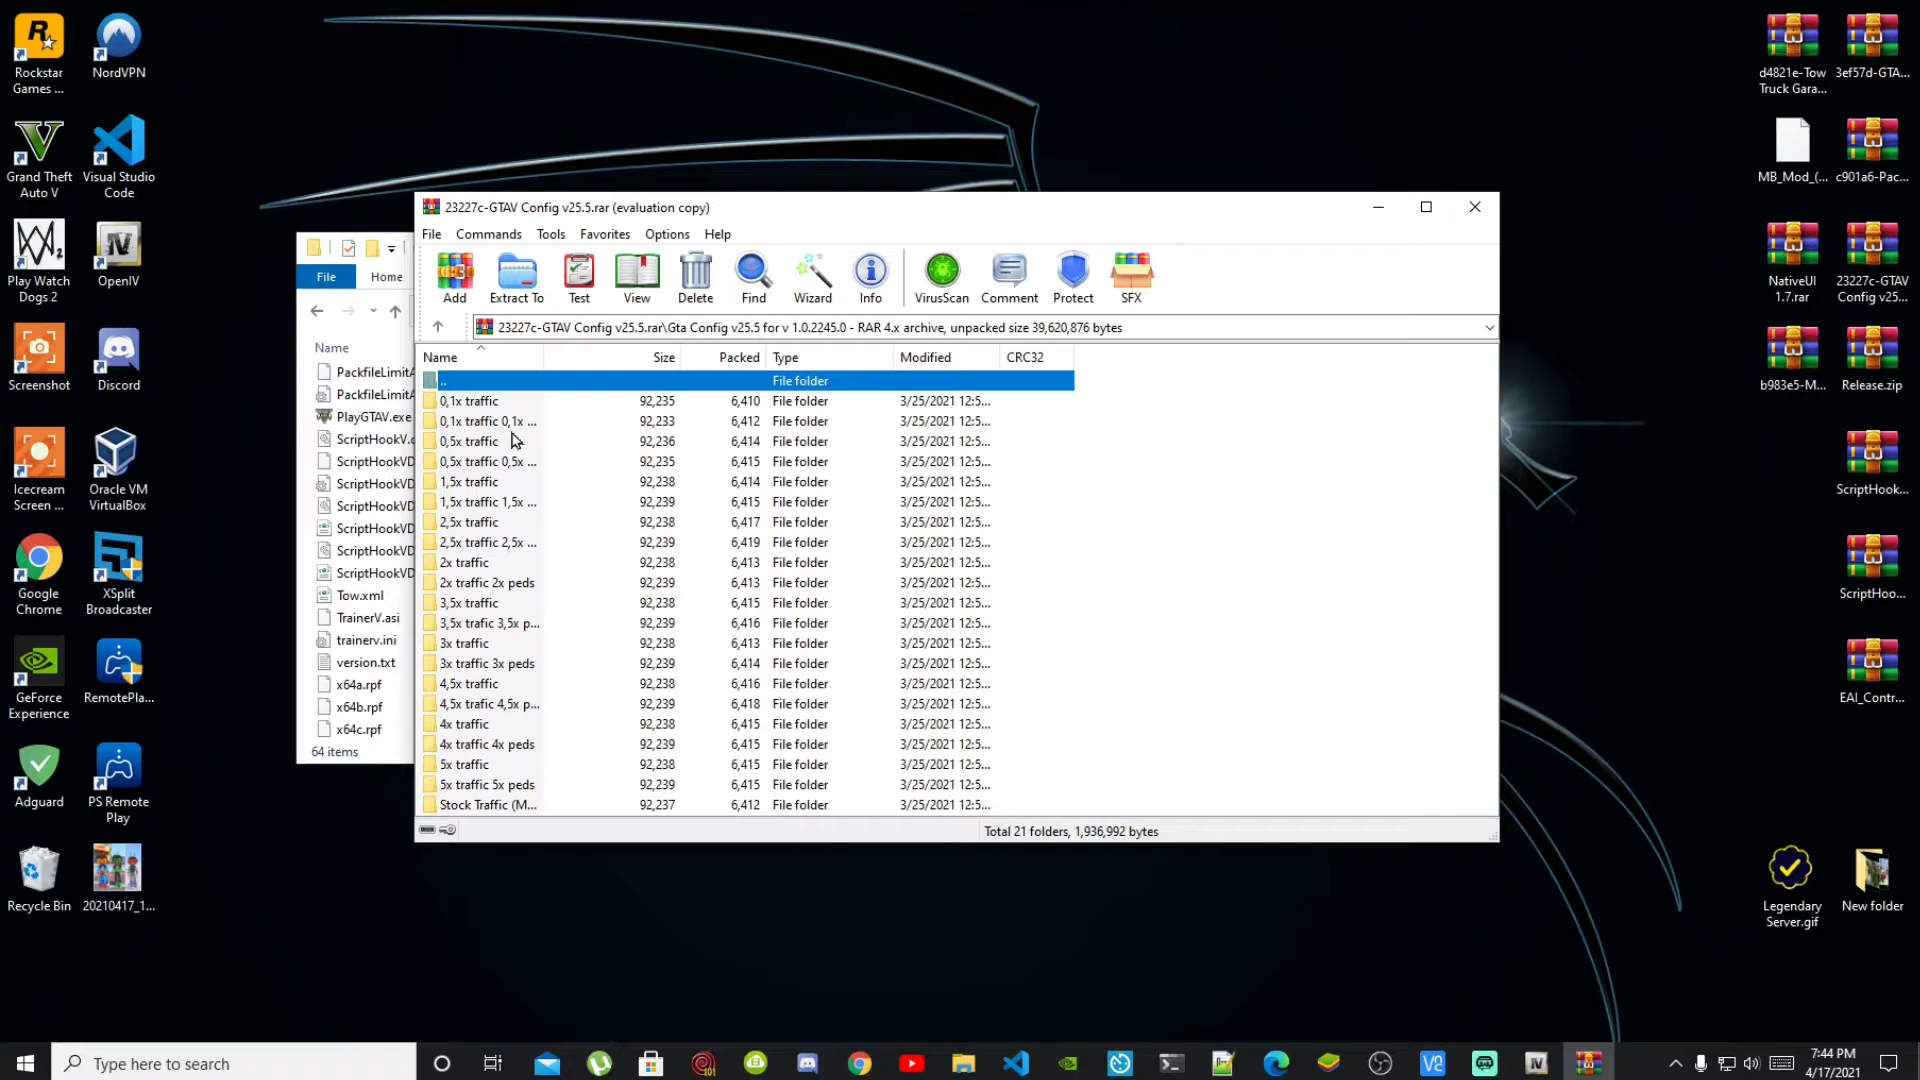 Rockstar
Games ...
NordVPN
Grand Theft
Auto V
Visual Studio
Code
Play Watch
Dogs 2
OpenIV
Screenshot
Discord
Icecream
Screen ...
Oracle VM
VirtualBox
Google
Chrome
XSplit
Broadcaster
GeForce
Experience
RemotePla...
Adguard
PS Remote
Play
Recycle Bin
20210417_1...
File
Home
Name
PackfileLimitA
PackfileLimitA
PlayGTAV.exe
ScriptHookV.
ScriptHookVD
ScriptHookVD
ScriptHookVD
ScriptHookVD
ScriptHookVD
ScriptHookVD
Tow.xml
TrainerV.asi
trainerv.ini
version.txt
x64a.rpf
x64b.rpf
x64c.rpf
64 items
23227c-GTAV Config v25.5.rar (evaluation copy)
File Commands Tools Favorites Options Help
Add Extract To Test View Delete Find Wizard Info VirusScan Comment Protect SFX
23227c-GTAV Config v25.5.rar\Gta Config v25.5 for v 1.0.2245.0 - RAR 4.x archive, unpacked size 39,620,876 bytes
Name Size Packed Type Modified CRC32
.. File folder
0,1x traffic 92,235 6,410 File folder 3/25/2021 12:5...
0,1x traffic 0,1x ... 92,233 6,412 File folder 3/25/2021 12:5...
0,5x traffic 92,236 6,414 File folder 3/25/2021 12:5...
0,5x traffic 0,5x ... 92,235 6,415 File folder 3/25/2021 12:5...
1,5x traffic 92,238 6,414 File folder 3/25/2021 12:5...
1,5x traffic 1,5x ... 92,239 6,415 File folder 3/25/2021 12:5...
2,5x traffic 92,238 6,417 File folder 3/25/2021 12:5...
2,5x traffic 2,5x ... 92,239 6,419 File folder 3/25/2021 12:5...
2x traffic 92,238 6,413 File folder 3/25/2021 12:5...
2x traffic 2x peds 92,239 6,413 File folder 3/25/2021 12:5...
3,5x traffic 92,238 6,415 File folder 3/25/2021 12:5...
3,5x trafic 3,5x p... 92,239 6,416 File folder 3/25/2021 12:5...
3x traffic 92,238 6,413 File folder 3/25/2021 12:5...
3x traffic 3x peds 92,239 6,414 File folder 3/25/2021 12:5...
4,5x traffic 92,238 6,416 File folder 3/25/2021 12:5...
4,5x trafic 4,5x p... 92,239 6,418 File folder 3/25/2021 12:5...
4x traffic 92,238 6,415 File folder 3/25/2021 12:5...
4x traffic 4x peds 92,239 6,415 File folder 3/25/2021 12:5...
5x traffic 92,238 6,415 File folder 3/25/2021 12:5...
5x traffic 5x peds 92,239 6,415 File folder 3/25/2021 12:5...
Stock Traffic (M... 92,237 6,412 File folder 3/25/2021 12:5...
Total 21 folders, 1,936,992 bytes
d4821e-Tow
Truck Gara...
3ef57d-GTA...
MB_Mod_(...
c901a6-Pac...
NativeUI
1.7.rar
23227c-GTAV
Config v25...
b983e5-M...
Release.zip
ScriptHook...
ScriptHoo...
EAI_Contr...
Legendary
Server.gif
New folder
Type here to search
7:44 PM
4/17/2021